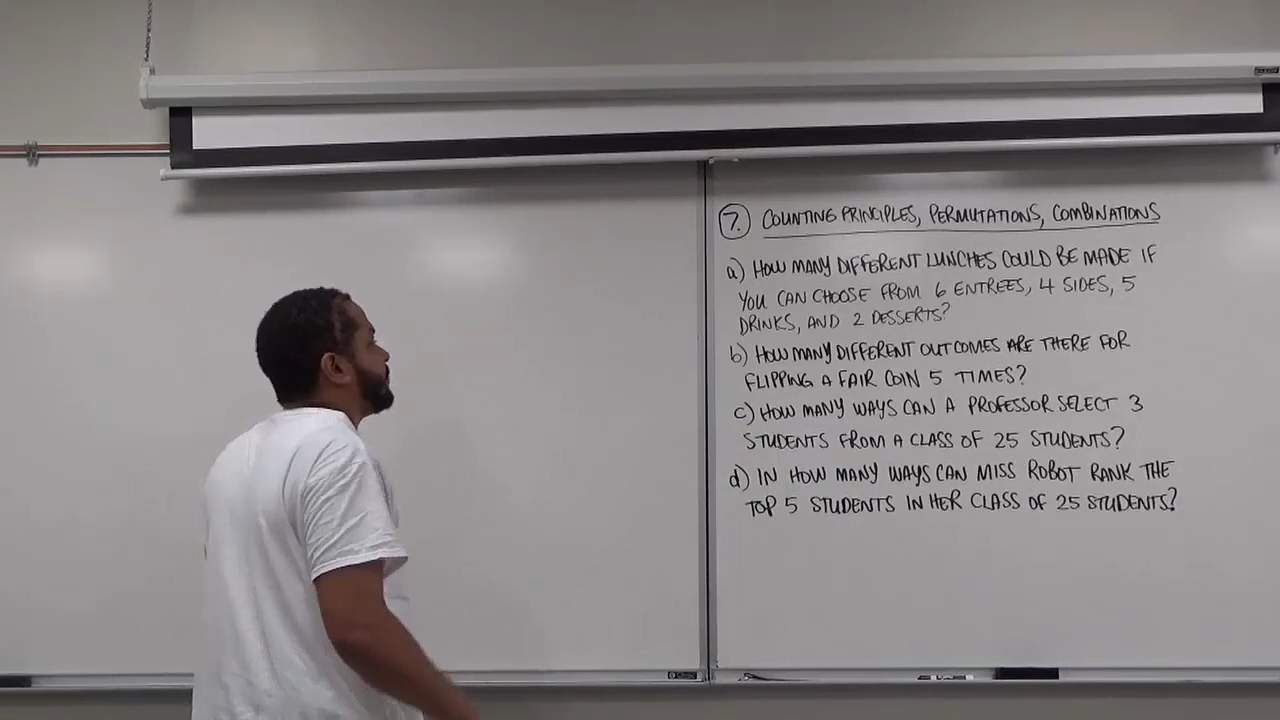 7. COUNTING PRINCIPLES, PERMUTATIONS, COMBINATIONS
a) HOW MANY DIFFERENT LUNCHES COULD BE MADE IF
YOU CAN CHOOSE FROM 6 ENTREES, 4 SIDES, 5
DRINKS, AND 2 DESSERTS?
b) HOW MANY DIFFERENT OUTCOMES ARE THERE FOR
FLIPPING A FAIR COIN 5 TIMES?
c) HOW MANY WAYS CAN A PROFESSOR SELECT 3
STUDENTS FROM A CLASS OF 25 STUDENTS?
d) IN HOW MANY WAYS CAN MISS ROBOT RANK THE
TOP 5 STUDENTS IN HER CLASS OF 25 STUDENTS?